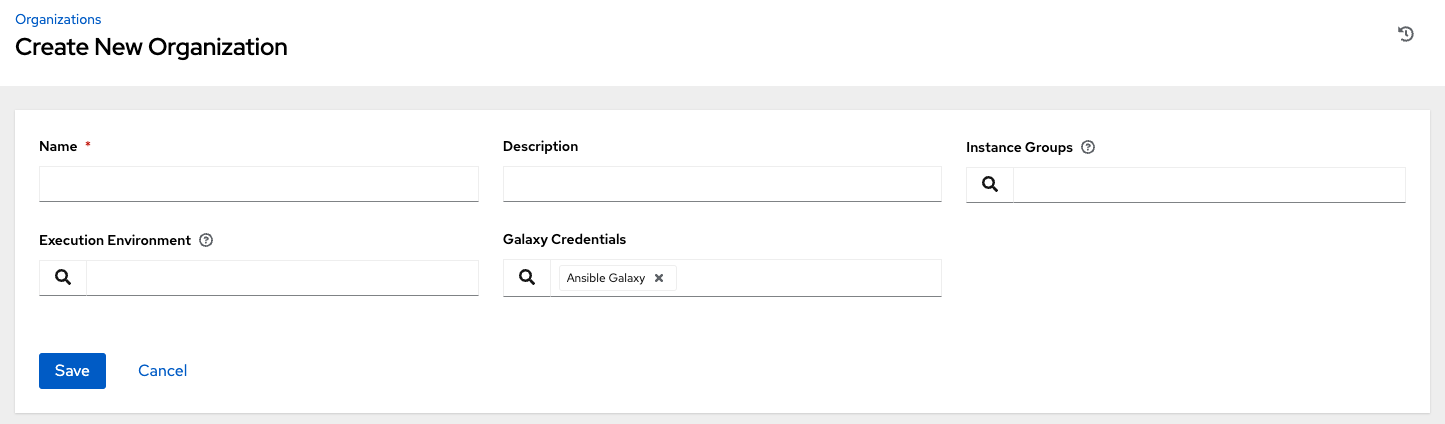 Organizations
Create New Organization
Name *
Description
Instance Groups ?
Execution Environment ?
Galaxy Credentials
Ansible Galaxy
Save
Cancel